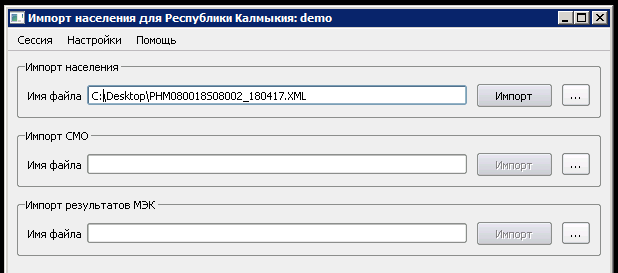 Импорт населения для Республики Калмыкия: demo
Сессия Настройки Помощь
Импорт населения
Имя файла C:\Desktop\PHM080018S08002_180417.XML Импорт ...
Импорт СМО
Имя файла Импорт ...
Импорт результатов МЭК
Имя файла Импорт ...